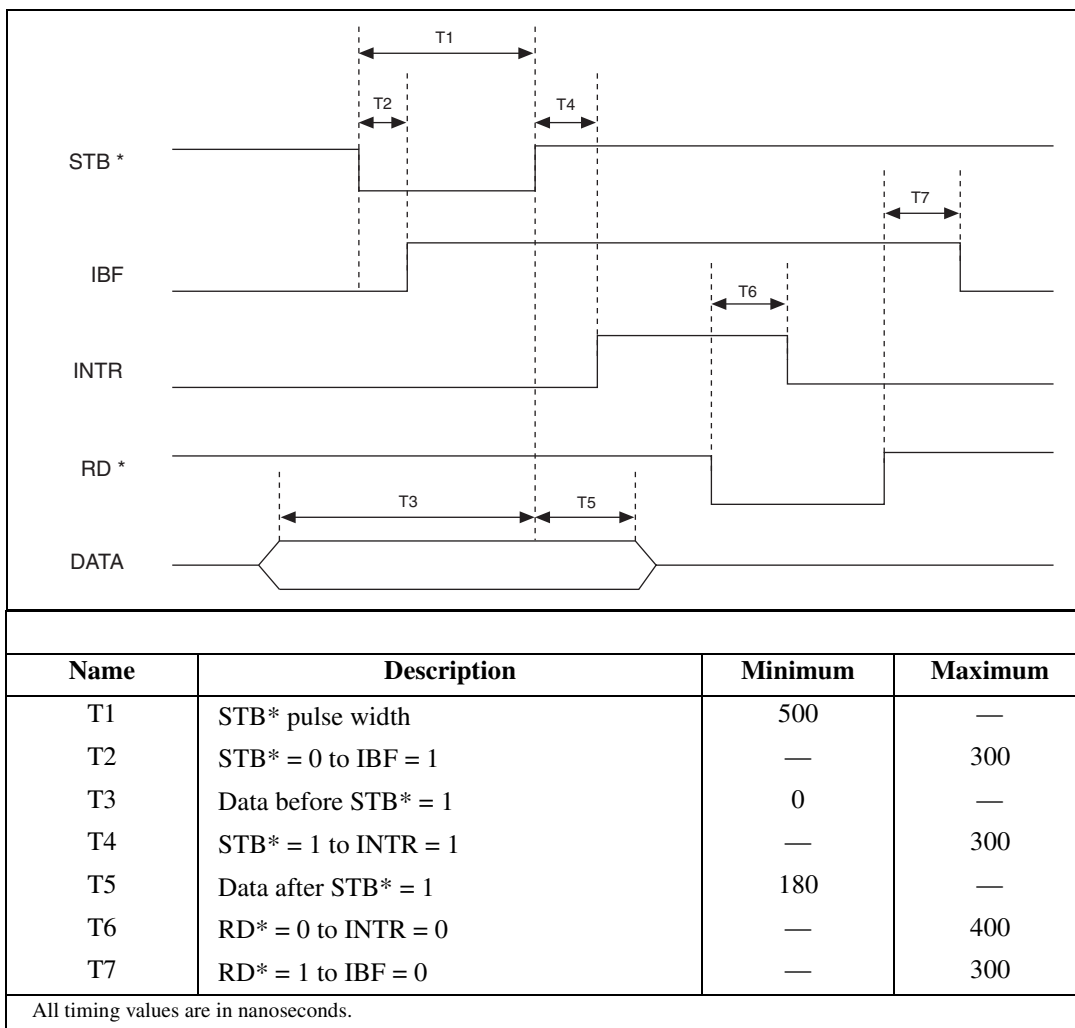 T1
T2
T4
STB *
T7
IBF
T6
INTR
RD *
T3
T5
DATA
Name Description Minimum Maximum
T1 STB* pulse width 500 —
T2 STB* = 0 to IBF = 1 — 300
T3 Data before STB* = 1 0 —
T4 STB* = 1 to INTR = 1 — 300
T5 Data after STB* = 1 180 —
T6 RD* = 0 to INTR = 0 — 400
T7 RD* = 1 to IBF = 0 — 300
All timing values are in nanoseconds.